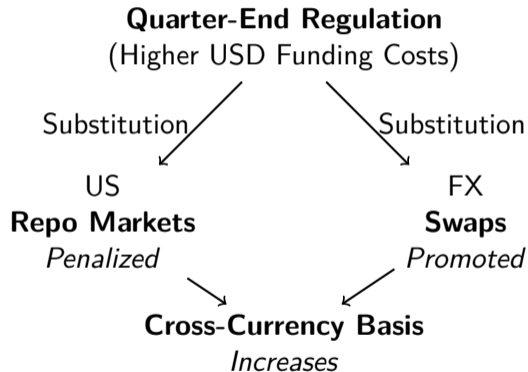 Quarter-End Regulation
(Higher USD Funding Costs)
Substitution
Substitution
US
Repo Markets
Penalized
FX
Swaps
Promoted
Cross-Currency Basis
Increases